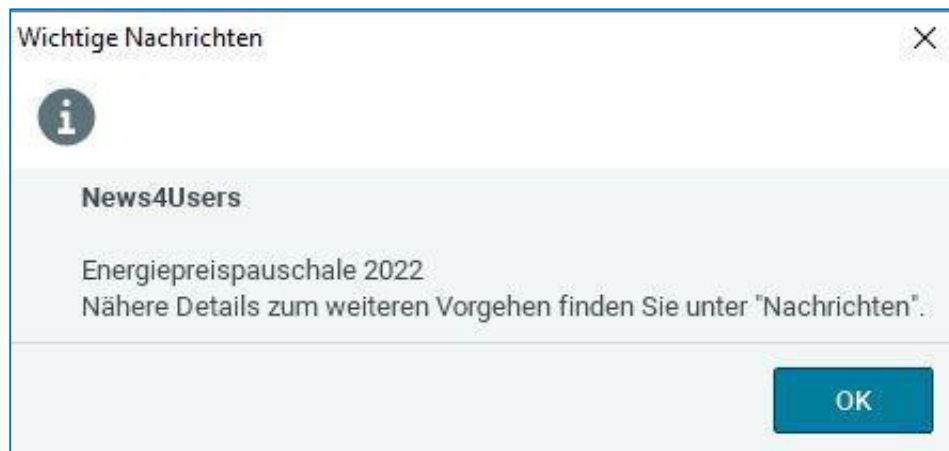 Wichtige Nachrichten
News4Users
Energiepreispauschale 2022
Nähere Details zum weiteren Vorgehen finden Sie unter "Nachrichten".
OK